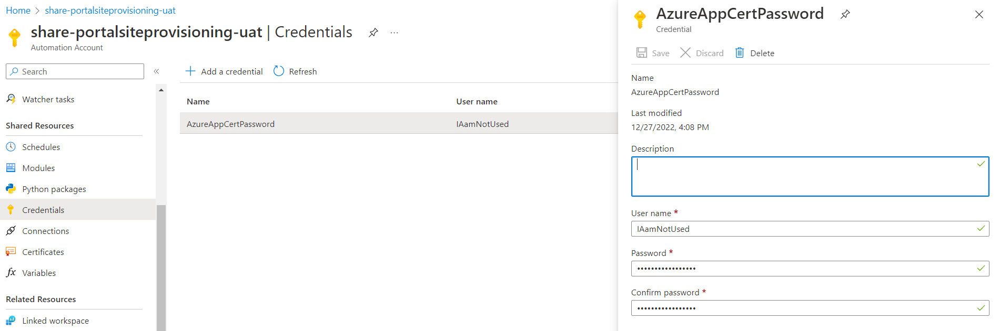 Home > share-portalsiteprovisioning-uat
share-portalsiteprovisioning-uat | Credentials
Automation Account
Search
Watcher tasks
Shared Resources
Schedules
Modules
Python packages
Credentials
Connections
Certificates
Variables
Related Resources
Linked workspace
Add a credential Refresh
Name User name
AzureAppCertPassword IAamNotUsed
AzureAppCertPassword
Credential
Save Discard Delete
Name
AzureAppCertPassword
Last modified
12/27/2022, 4:08 PM
Description
User name *
IAamNotUsed
Password *
•••••••••••••••••
Confirm password *
•••••••••••••••••